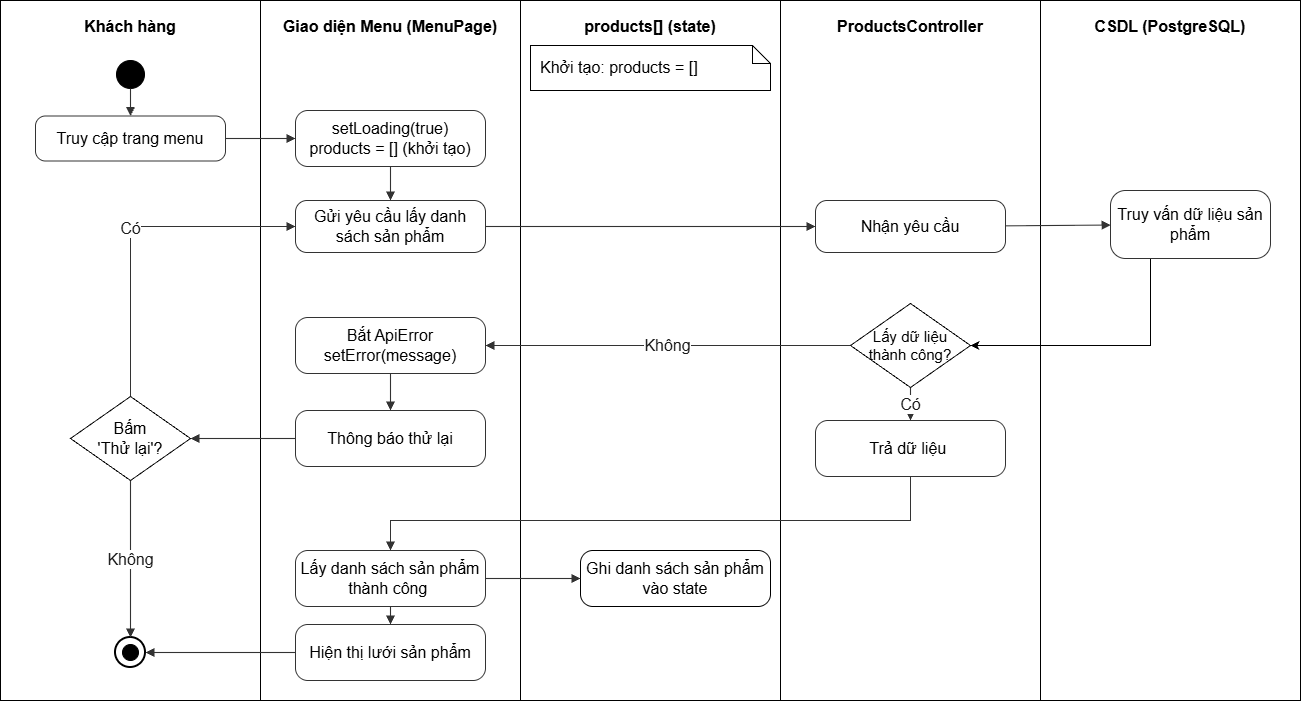 Khách hàng
Giao diện Menu (MenuPage)
products[] (state)
ProductsController
CSDL (PostgreSQL)
Khởi tạo: products = []
Truy cập trang menu
setLoading(true)
products = [] (khởi tạo)
Có
Gửi yêu cầu lấy danh
sách sản phẩm
Nhận yêu cầu
Truy vấn dữ liệu sản
phẩm
Bắt ApiError
setError(message)
Không
Lấy dữ liệu
thành công?
Có
Bấm
'Thử lại'?
Thông báo thử lại
Trả dữ liệu
Không
Lấy danh sách sản phẩm
thành công
Ghi danh sách sản phẩm
vào state
Hiện thị lưới sản phẩm